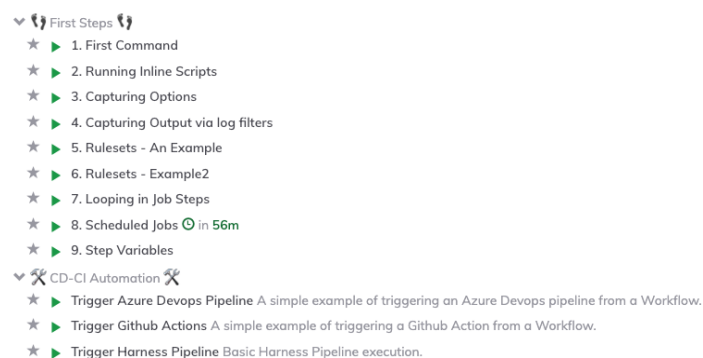 First Steps
1. First Command
2. Running Inline Scripts
3. Capturing Options
4. Capturing Output via log filters
5. Rulesets - An Example
6. Rulesets - Example2
7. Looping in Job Steps
8. Scheduled Jobs in 56m
9. Step Variables
CD-CI Automation
Trigger Azure Devops Pipeline A simple example of triggering an Azure Devops pipeline from a Workflow.
Trigger Github Actions A simple example of triggering a Github Action from a Workflow.
Trigger Harness Pipeline Basic Harness Pipeline execution.